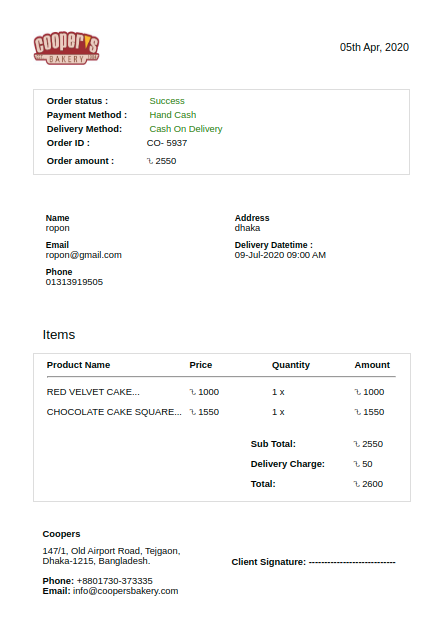 cooper's
BAKERY
05th Apr, 2020
Order status : Success
Payment Method : Hand Cash
Delivery Method: Cash On Delivery
Order ID : CO- 5937
Order amount : ৳ 2550
Name Address
ropon dhaka
Email Delivery Datetime :
ropon@gmail.com 09-Jul-2020 09:00 AM
Phone
01313919505
Items
Product Name Price Quantity Amount
RED VELVET CAKE... ৳ 1000 1 x ৳ 1000
CHOCOLATE CAKE SQUARE... ৳ 1550 1 x ৳ 1550
Sub Total: ৳ 2550
Delivery Charge: ৳ 50
Total: ৳ 2600
Coopers
147/1, Old Airport Road, Tejgaon,
Dhaka-1215, Bangladesh.
Client Signature: ----------------------------
Phone: +8801730-373335
Email: info@coopersbakery.com